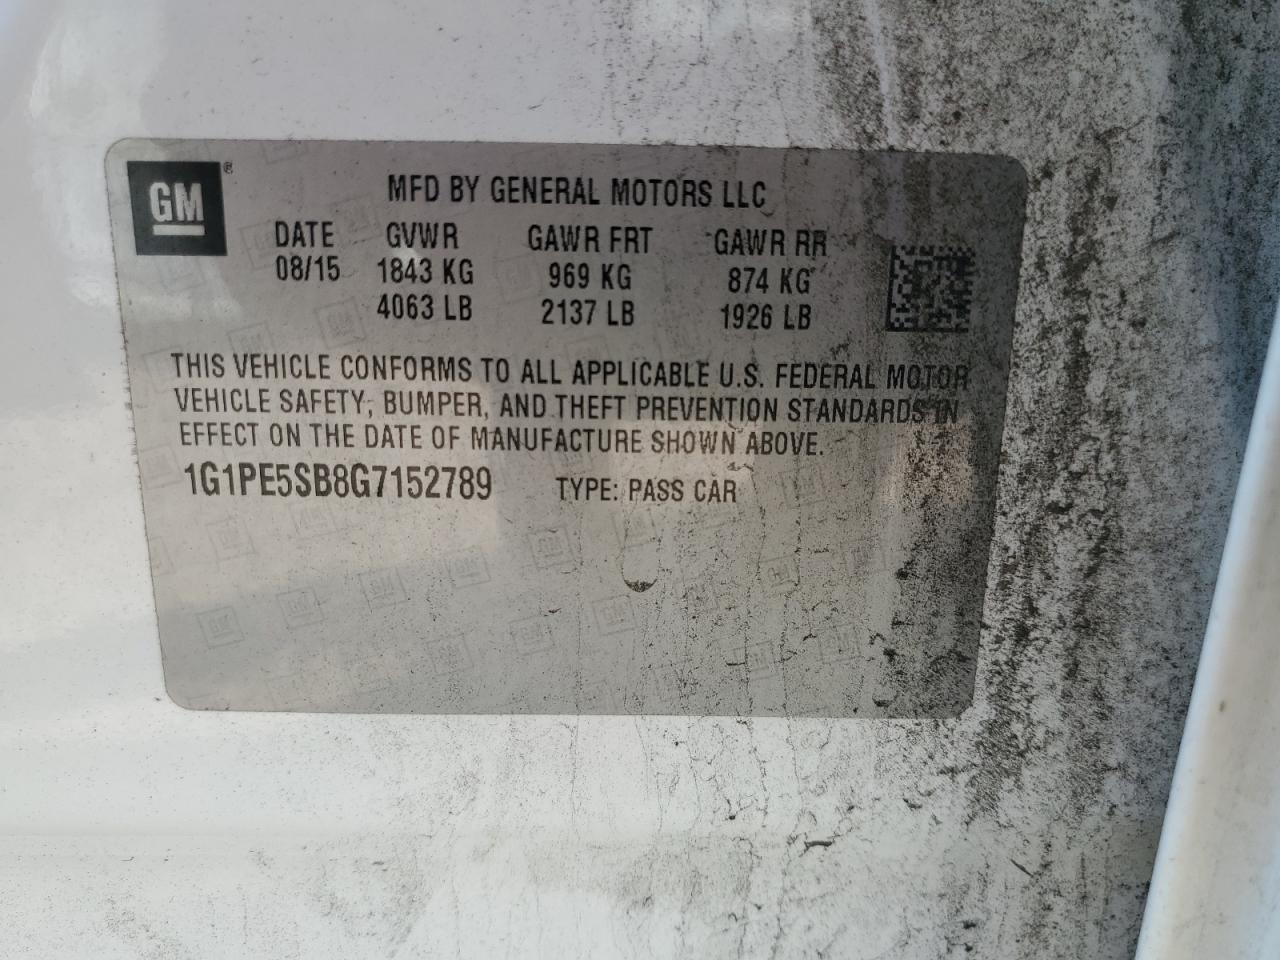 GM ®
MFD BY GENERAL MOTORS LLC
DATE GVWR GAWR FRT GAWR RR
08/15 1843 KG 969 KG 874 KG
4063 LB 2137 LB 1926 LB
THIS VEHICLE CONFORMS TO ALL APPLICABLE U.S. FEDERAL MOTOR
VEHICLE SAFETY, BUMPER, AND THEFT PREVENTION STANDARDS IN
EFFECT ON THE DATE OF MANUFACTURE SHOWN ABOVE.
1G1PE5SB8G7152789 TYPE: PASS CAR